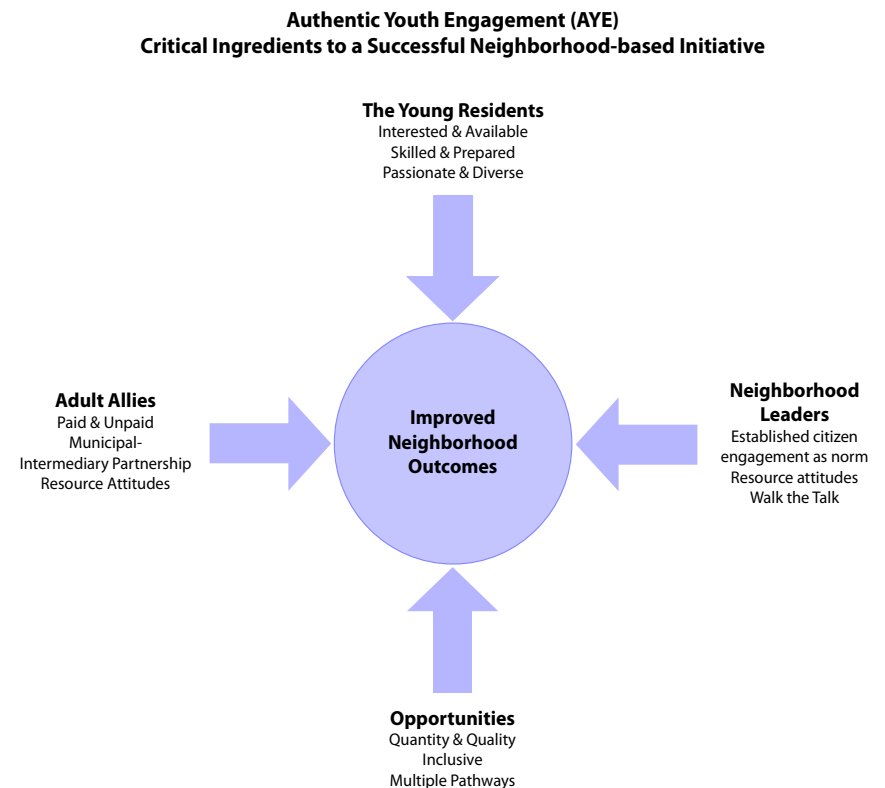 Authentic Youth Engagement (AYE)
Critical Ingredients to a Successful Neighborhood-based Initiative
The Young Residents
Interested & Available
Skilled & Prepared
Passionate & Diverse
Adult Allies
Paid & Unpaid
Municipal-
Intermediary Partnership
Resource Attitudes
Improved
Neighborhood
Outcomes
Neighborhood
Leaders
Established citizen
engagement as norm
Resource attitudes
Walk the Talk
Opportunities
Quantity & Quality
Inclusive
Multiple Pathways